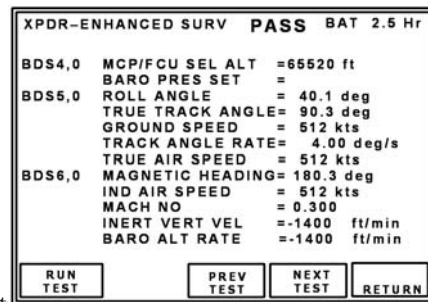 XPDR-ENHANCED SURV PASS BAT 2.5 Hr
BDS4,0 MCP/FCU SEL ALT =65520 ft
BARO PRES SET =
BDS5,0 ROLL ANGLE = 40.1 deg
TRUE TRACK ANGLE= 90.3 deg
GROUND SPEED = 512 kts
TRACK ANGLE RATE= 4.00 deg/s
TRUE AIR SPEED = 512 kts
BDS6,0 MAGNETIC HEADING= 180.3 deg
IND AIR SPEED = 512 kts
MACH NO = 0.300
INERT VERT VEL =-1400 ft/min
BARO ALT RATE =-1400 ft/min
RUN TEST
PREV TEST
NEXT TEST
RETURN